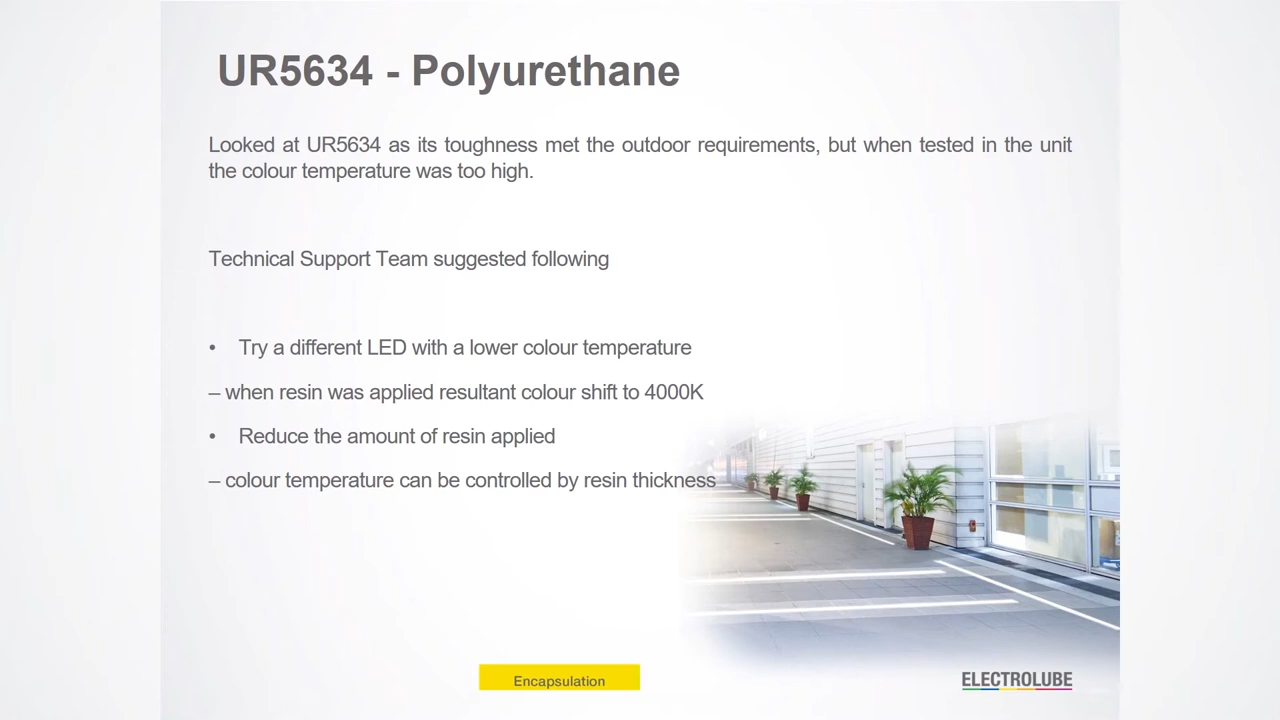 UR5634 - Polyurethane
Looked at UR5634 as its toughness met the outdoor requirements, but when tested in the unit
the colour temperature was too high.
Technical Support Team suggested following
• Try a different LED with a lower colour temperature
– when resin was applied resultant colour shift to 4000K
• Reduce the amount of resin applied
– colour temperature can be controlled by resin thickness
Encapsulation
ELECTROLUBE